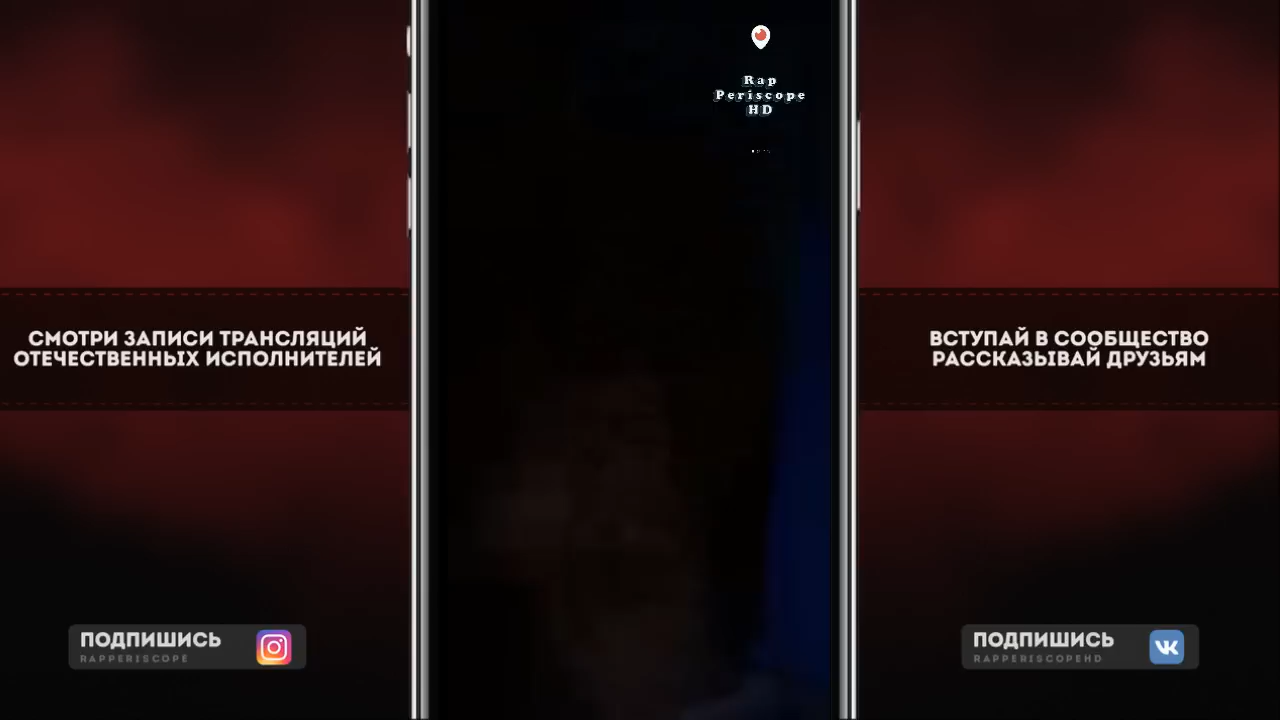 Rap
Periscope
HD
СМОТРИ ЗАПИСИ ТРАНСЛЯЦИЙ
ОТЕЧЕСТВЕННЫХ ИСПОЛНИТЕЛЕЙ
ВСТУПАЙ В СООБЩЕСТВО
РАССКАЗЫВАЙ ДРУЗЬЯМ
ПОДПИШИСЬ
RAPPERISCOPE
ПОДПИШИСЬ
RAPPERISCOPEHD